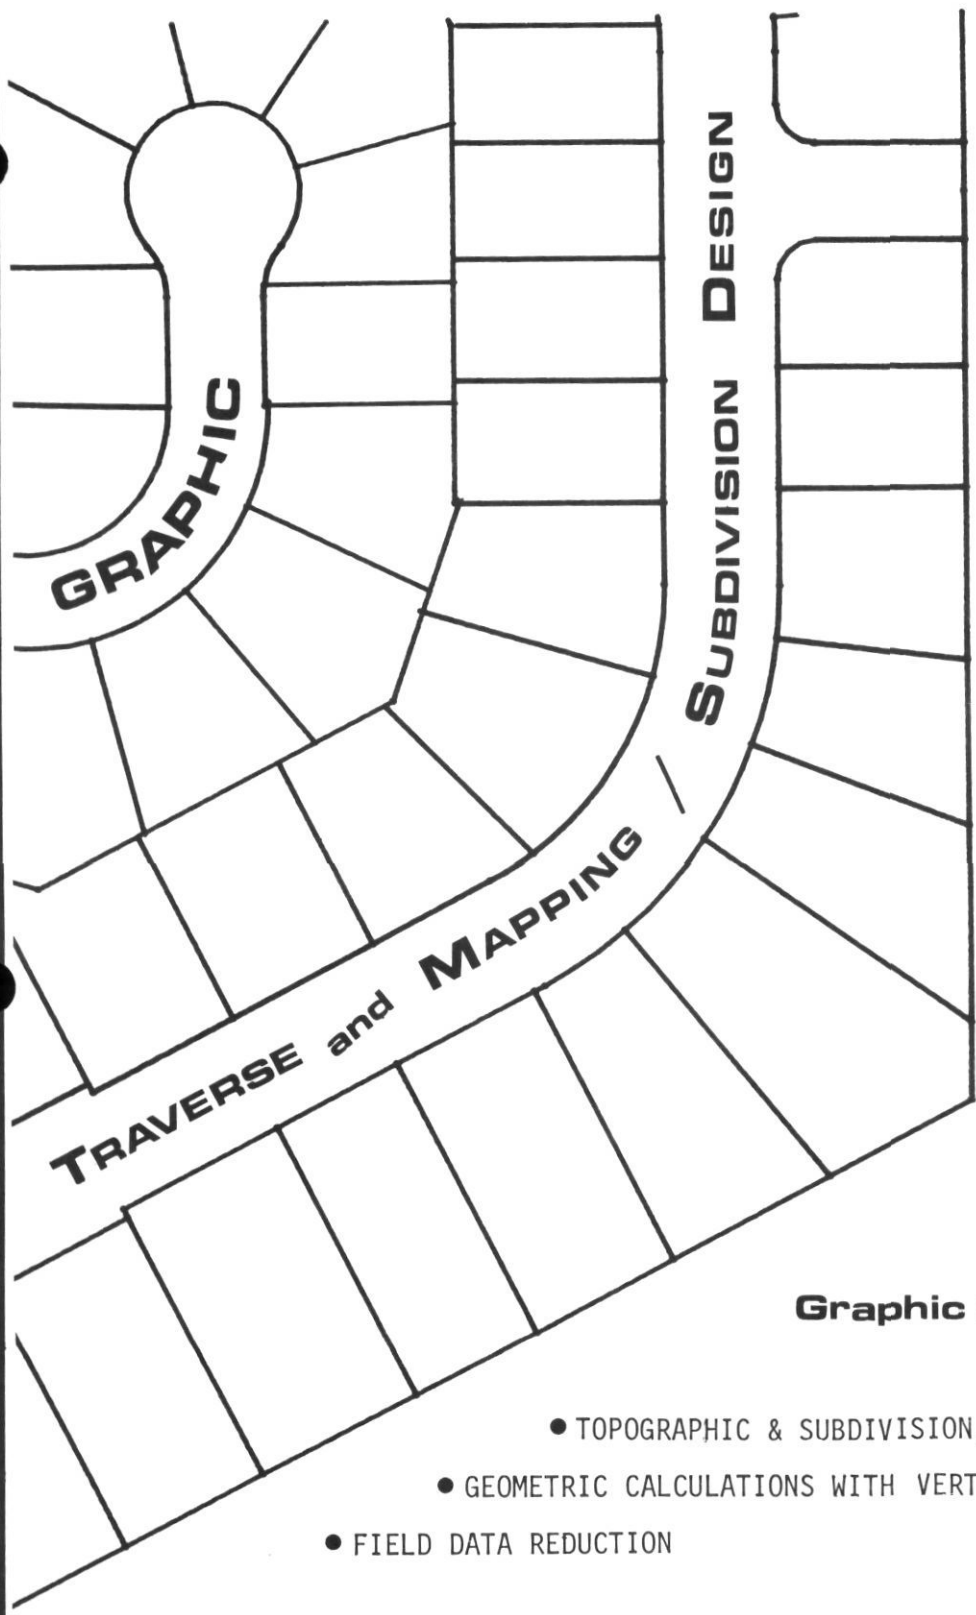 GRAPHIC
TRAVERSE and MAPPING / SUBDIVISION DESIGN
Graphic
● TOPOGRAPHIC & SUBDIVISION
● GEOMETRIC CALCULATIONS WITH VERT
● FIELD DATA REDUCTION